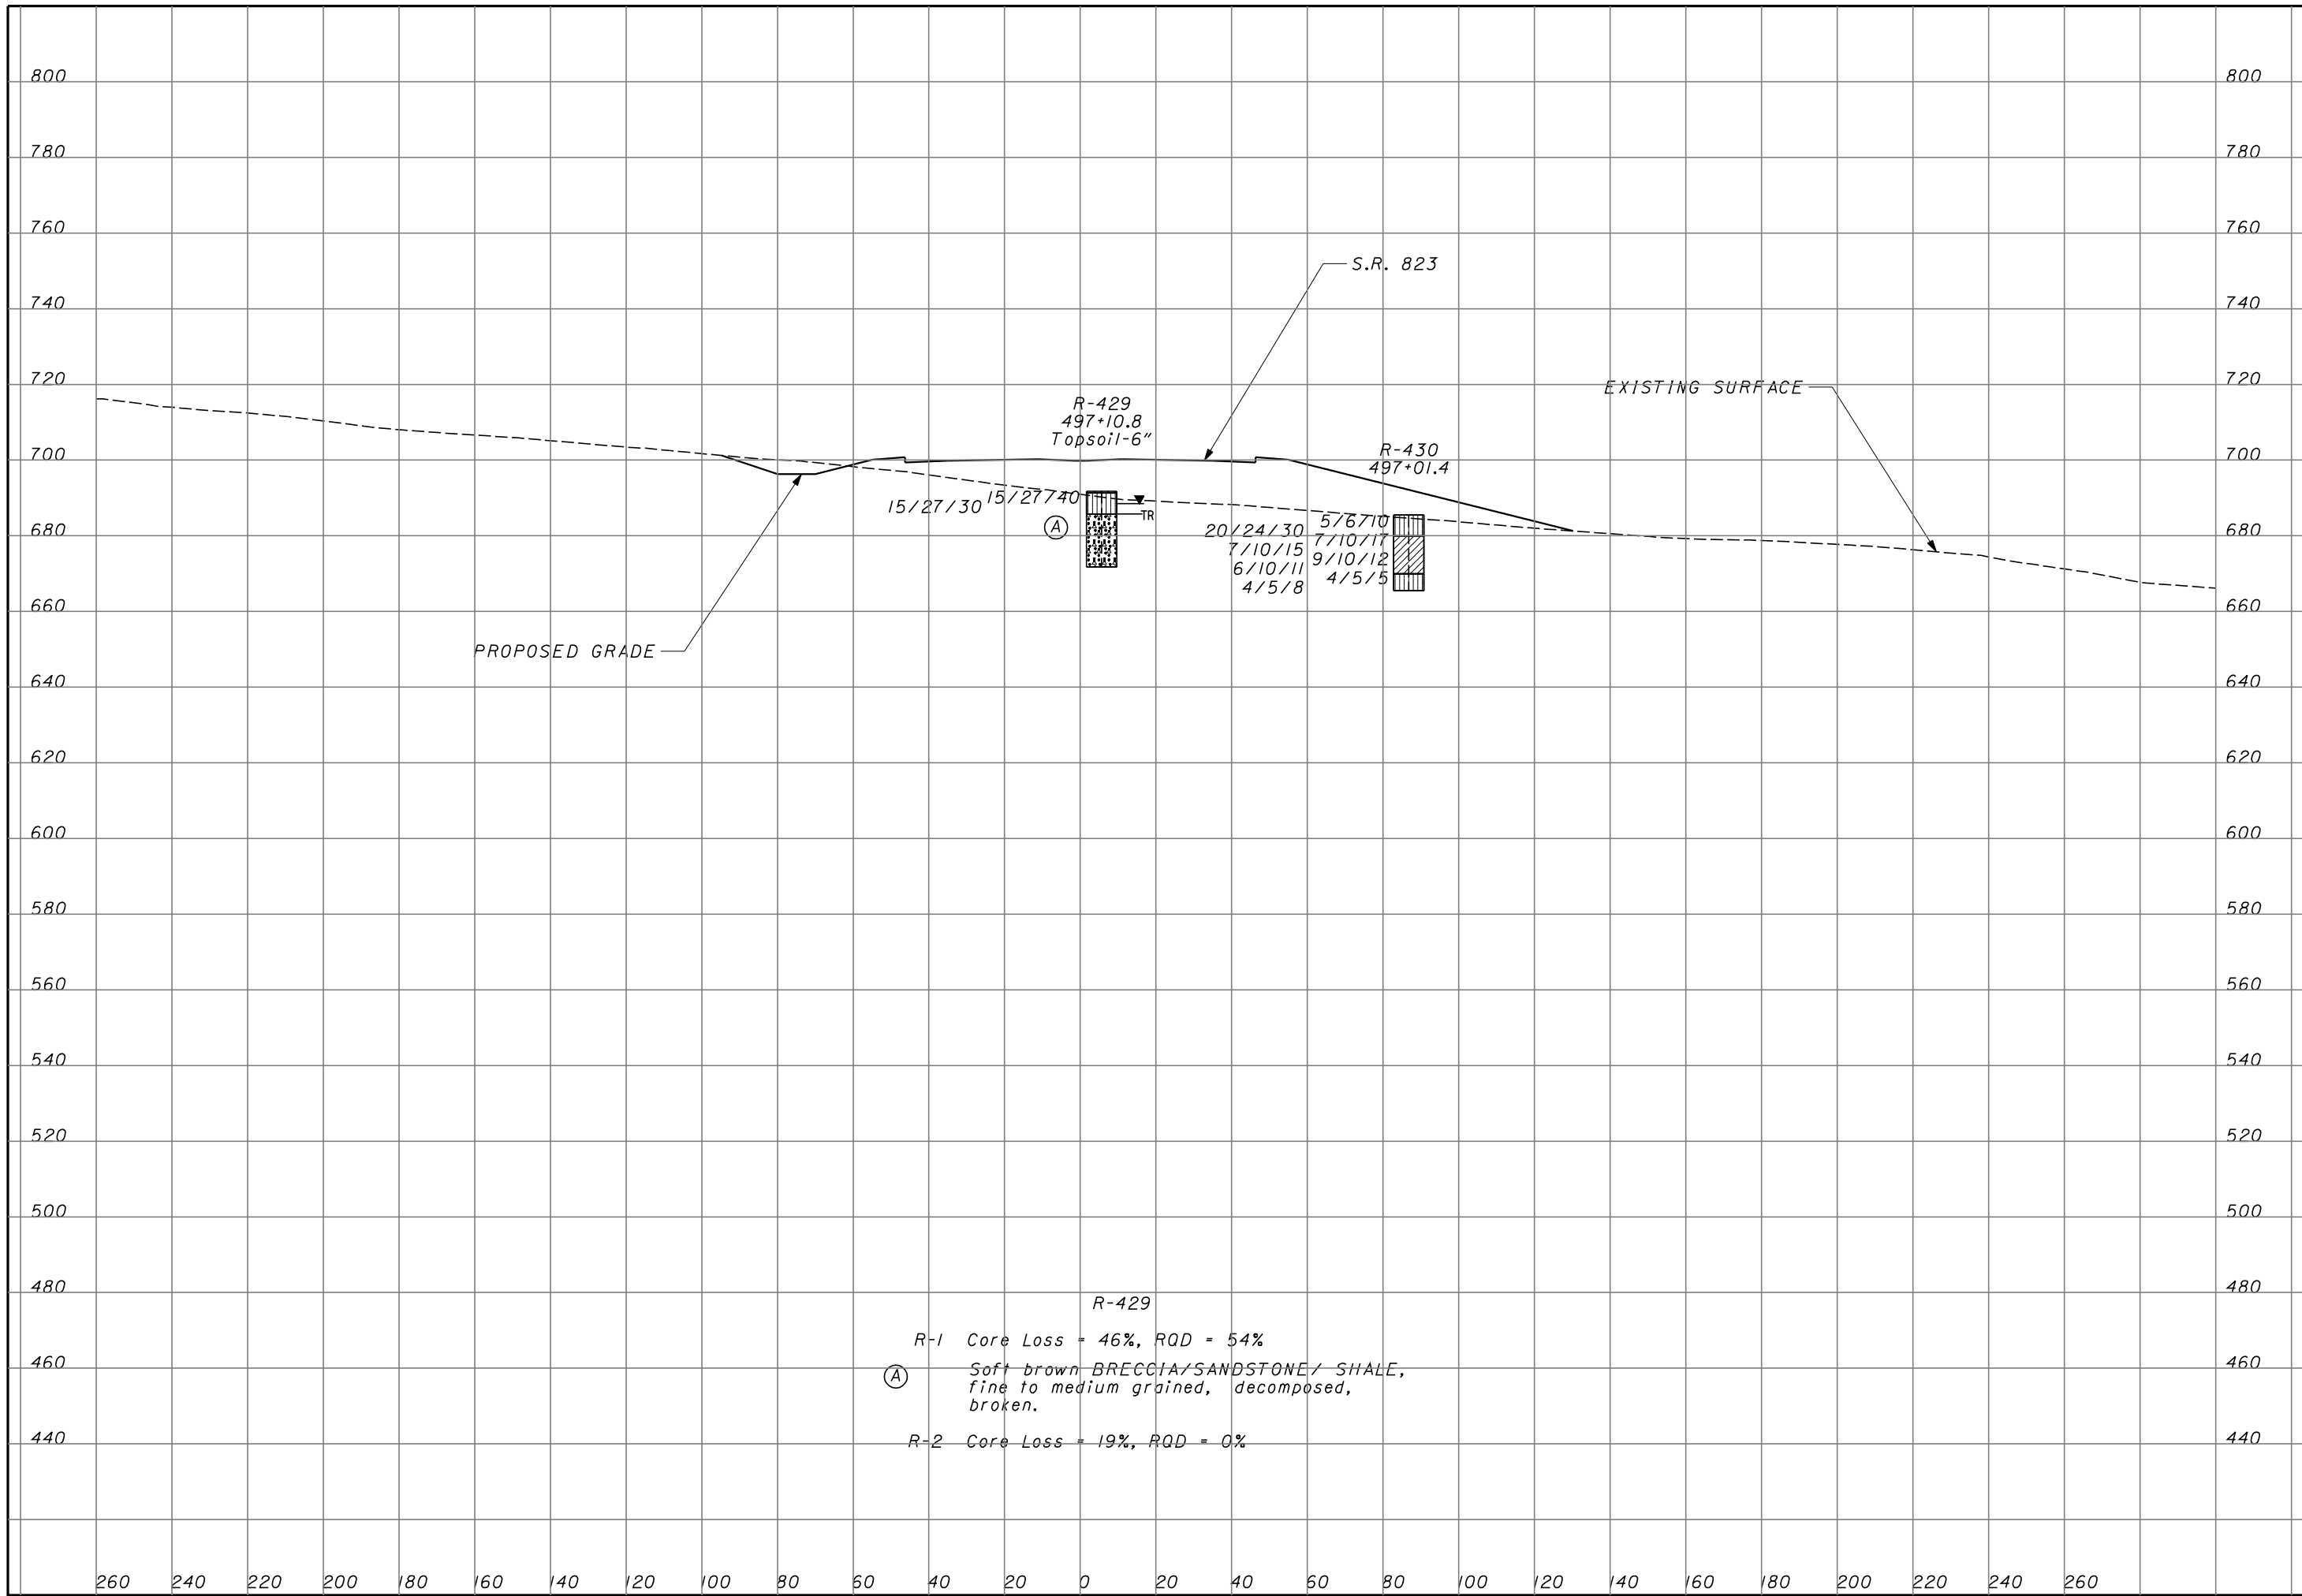 800 800
780 780
760 760
S.R. 823
740 740
720 720
EXISTING SURFACE
R-429
497+10.8
Topsoil-6"
R-430
497+01.4
700 700
15/27/30 15/27/40
TR
A
5/6/10
20/24/30
7/10/17
7/10/15
9/10/12
6/10/11
4/5/5
4/5/8
680 680
660 660
PROPOSED GRADE
640 640
620 620
600 600
580 580
560 560
540 540
520 520
500 500
480 480
R-429
R-1 Core Loss = 46%, RQD = 54%
460 460
A Soft brown BRECCIA/SANDSTONE/ SHALE,
fine to medium grained, decomposed,
broken.
440 440
R-2 Core Loss = 19%, RQD = 0%
260 240 220 200 180 160 140 120 100 80 60 40 20 0 20 40 60 80 100 120 140 160 180 200 220 240 260